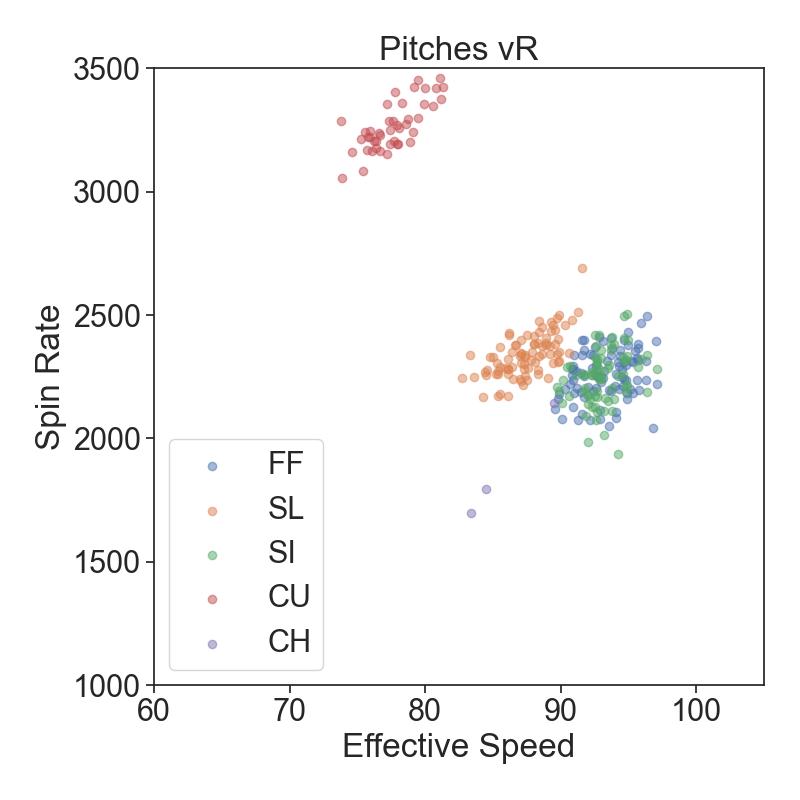 Pitches vR
3500
3000
2500
2000
1500
1000
Spin Rate
FF
SL
SI
CU
CH
60 70 80 90 100
Effective Speed